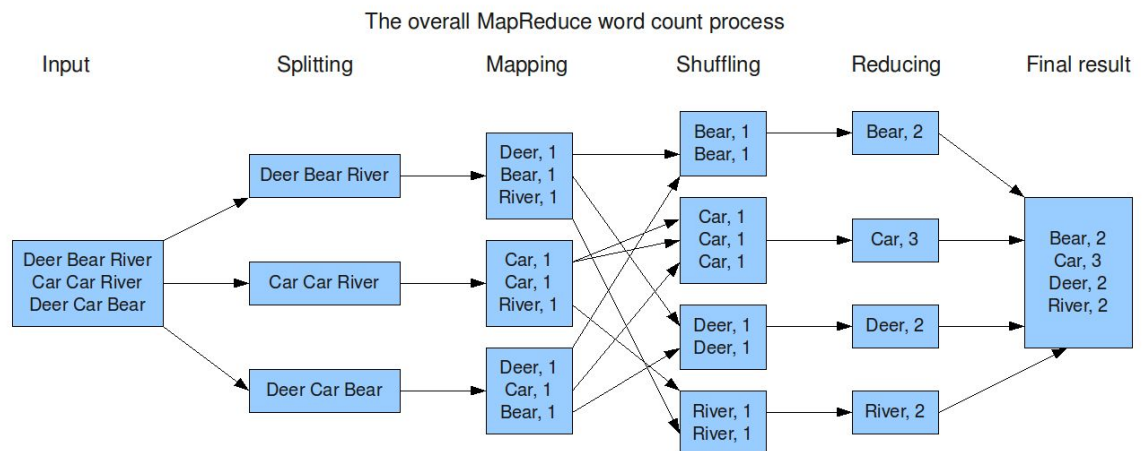 The overall MapReduce word count process
Input
Splitting
Mapping
Shuffling
Reducing
Final result
Deer Bear River
Car Car River
Deer Car Bear
Deer Bear River
Car Car River
Deer Car Bear
Deer, 1
Bear, 1
River, 1
Car, 1
Car, 1
River, 1
Deer, 1
Car, 1
Bear, 1
Bear, 1
Bear, 1
Car, 1
Car, 1
Car, 1
Deer, 1
Deer, 1
River, 1
River, 1
Bear, 2
Car, 3
Deer, 2
River, 2
Bear, 2
Car, 3
Deer, 2
River, 2